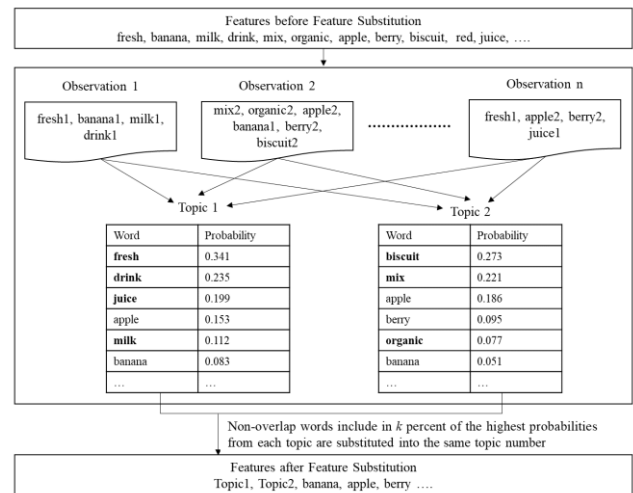 Features before Feature Substitution
fresh, banana, milk, drink, mix, organic, apple, berry, biscuit, red, juice, ....
Observation 1
Observation 2
Observation n
fresh1, banana1, milk1,
drink1
mix2, organic2, apple2,
banana1, berry2,
biscuit2
fresh1, apple2, berry2,
juice1
Topic 1
Topic 2
Word Probability
fresh 0.341
drink 0.235
juice 0.199
apple 0.153
milk 0.112
banana 0.083
... ...
Word Probability
biscuit 0.273
mix 0.221
apple 0.186
berry 0.095
organic 0.077
banana 0.051
... ...
Non-overlap words include in k percent of the highest probabilities
from each topic are substituted into the same topic number
Features after Feature Substitution
Topic1, Topic2, banana, apple, berry ....